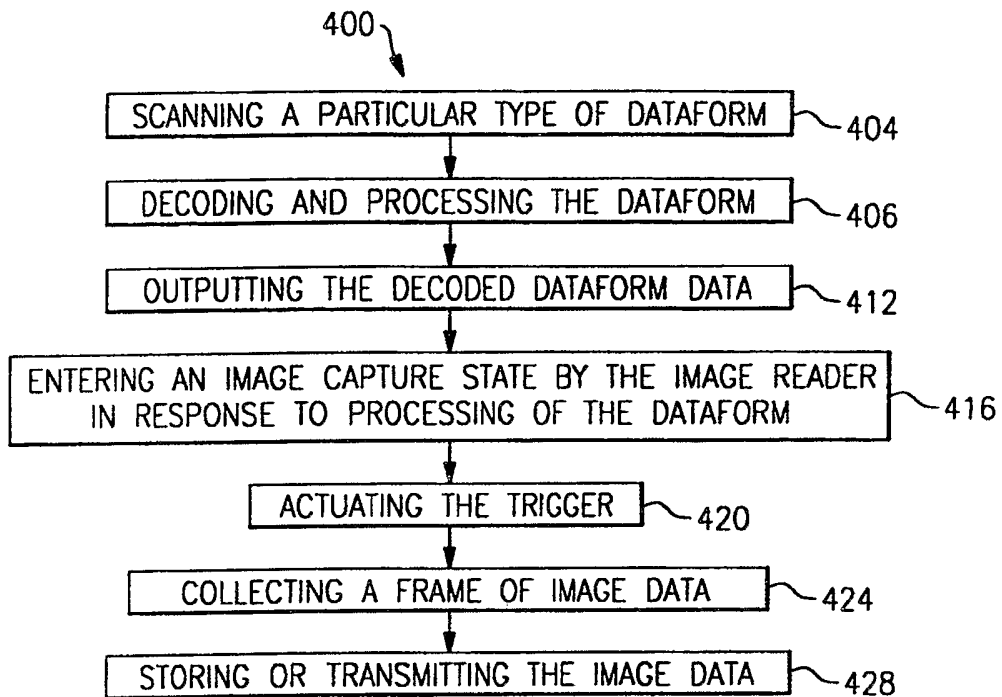 400
SCANNING A PARTICULAR TYPE OF DATAFORM
404
DECODING AND PROCESSING THE DATAFORM
406
OUTPUTTING THE DECODED DATAFORM DATA
412
ENTERING AN IMAGE CAPTURE STATE BY THE IMAGE READER
IN RESPONSE TO PROCESSING OF THE DATAFORM
416
ACTUATING THE TRIGGER
420
COLLECTING A FRAME OF IMAGE DATA
424
STORING OR TRANSMITTING THE IMAGE DATA
428